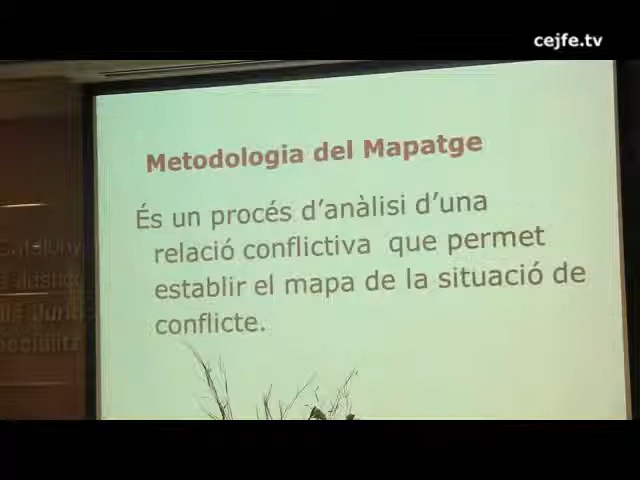 cejfe.tv
Metodologia del Mapatge
És un procés d'anàlisi d'una
relació conflictiva que permet
establir el mapa de la situació de
conflicte.